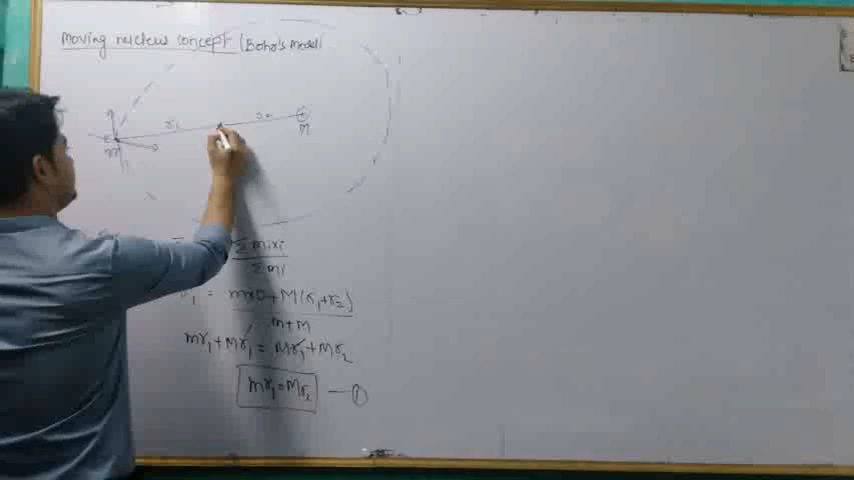 Moving nucleus concept (Bohr's Model)
r₁ r₂
m M
Σmixi
Σmi
r₁ = mx0 + M(r₁+r₂)
m+M
mr₁ + Mr₁ = Mr₁ + Mr₂
mr₁ = Mr₂ — ①